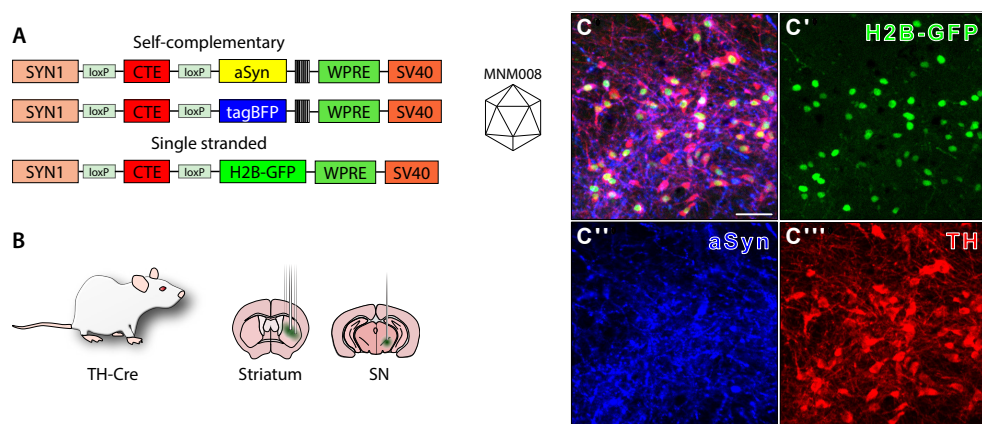 A
Self-complementary
SYN1 loxP CTE loxP aSyn WPRE SV40
SYN1 loxP CTE loxP tagBFP WPRE SV40
Single stranded
SYN1 loxP CTE loxP H2B-GFP WPRE SV40
MNM008
B
TH-Cre Striatum SN
C C' H2B-GFP
C'' aSyn C''' TH